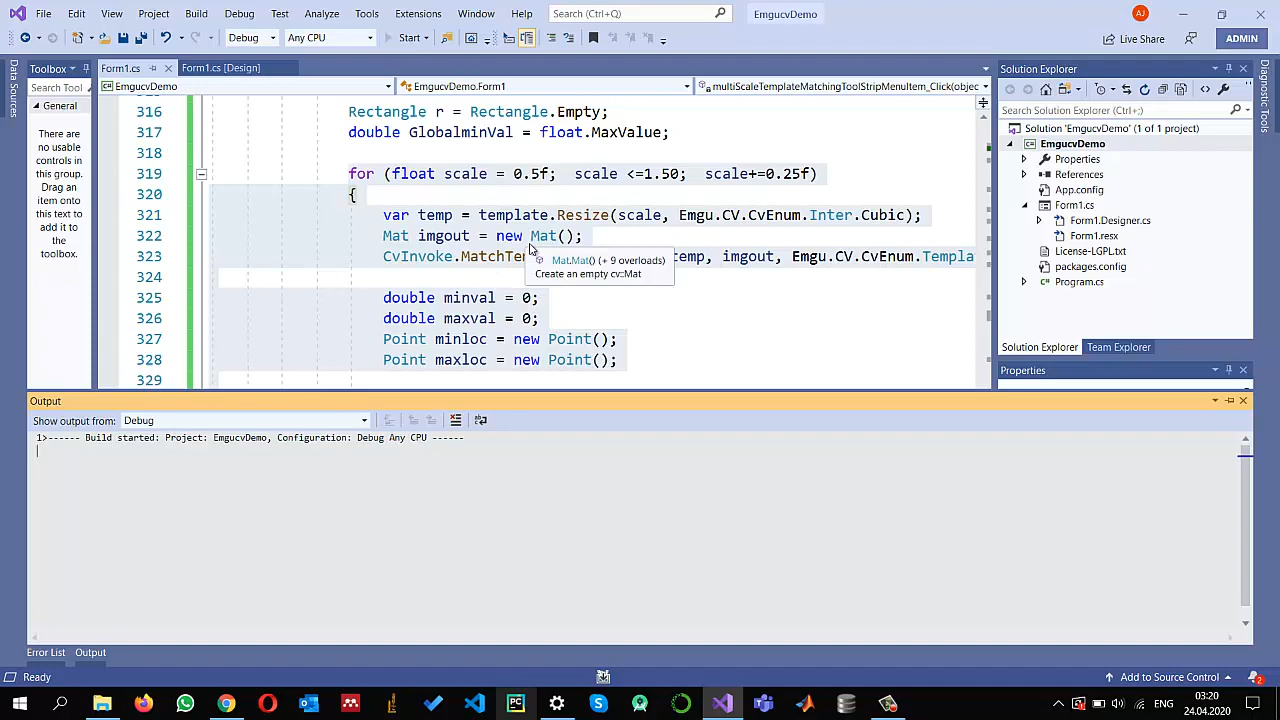 File Edit View Project Build Debug Test Analyze Tools Extensions Window Help Search (Ctrl+Q) EmgucvDemo AJ
Debug Any CPU Start Live Share ADMIN
Toolbox Form1.cs Form1.cs [Design] Solution Explorer
Data Sources
Diagnostic Tools
Search Tool EmgucvDemo EmgucvDemo.Form1 multiScaleTemplateMatchingToolStripMenuItem_Click(objec
General
There are
no usable
controls in
this group.
Drag an
item onto
this text to
add it to
the
toolbox.
316 Rectangle r = Rectangle.Empty;
317 double GlobalminVal = float.MaxValue;
318
319 for (float scale = 0.5f; scale <=1.50; scale+=0.25f)
320 {
321 var temp = template.Resize(scale, Emgu.CV.CvEnum.Inter.Cubic);
322 Mat imgout = new Mat();
323 CvInvoke.MatchTe temp, imgout, Emgu.CV.CvEnum.Templa
Mat.Mat() (+ 9 overloads)
Create an empty cv::Mat
324
325 double minval = 0;
326 double maxval = 0;
327 Point minloc = new Point();
328 Point maxloc = new Point();
329
Search Solution Explorer (Ctrl+;)
Solution 'EmgucvDemo' (1 of 1 project)
EmgucvDemo
Properties
References
App.config
Form1.cs
Form1.Designer.cs
Form1.resx
License-LGPL.txt
packages.config
Program.cs
Solution Explorer Team Explorer
Properties
Output
Show output from: Debug
1>------ Build started: Project: EmgucvDemo, Configuration: Debug Any CPU ------
Error List Output
Ready Add to Source Control 2
ENG 03:20
24.04.2020